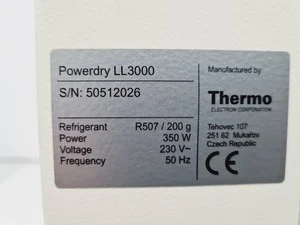 Powerdry LL3000
S/N: 50512026
Refrigerant R507 / 200 g
Power 350 W
Voltage 230 V~
Frequency 50 Hz
Manufactured by
Thermo
ELECTRON CORPORATION
Tehovec 107
251 62 Mukařov
Czech Republic